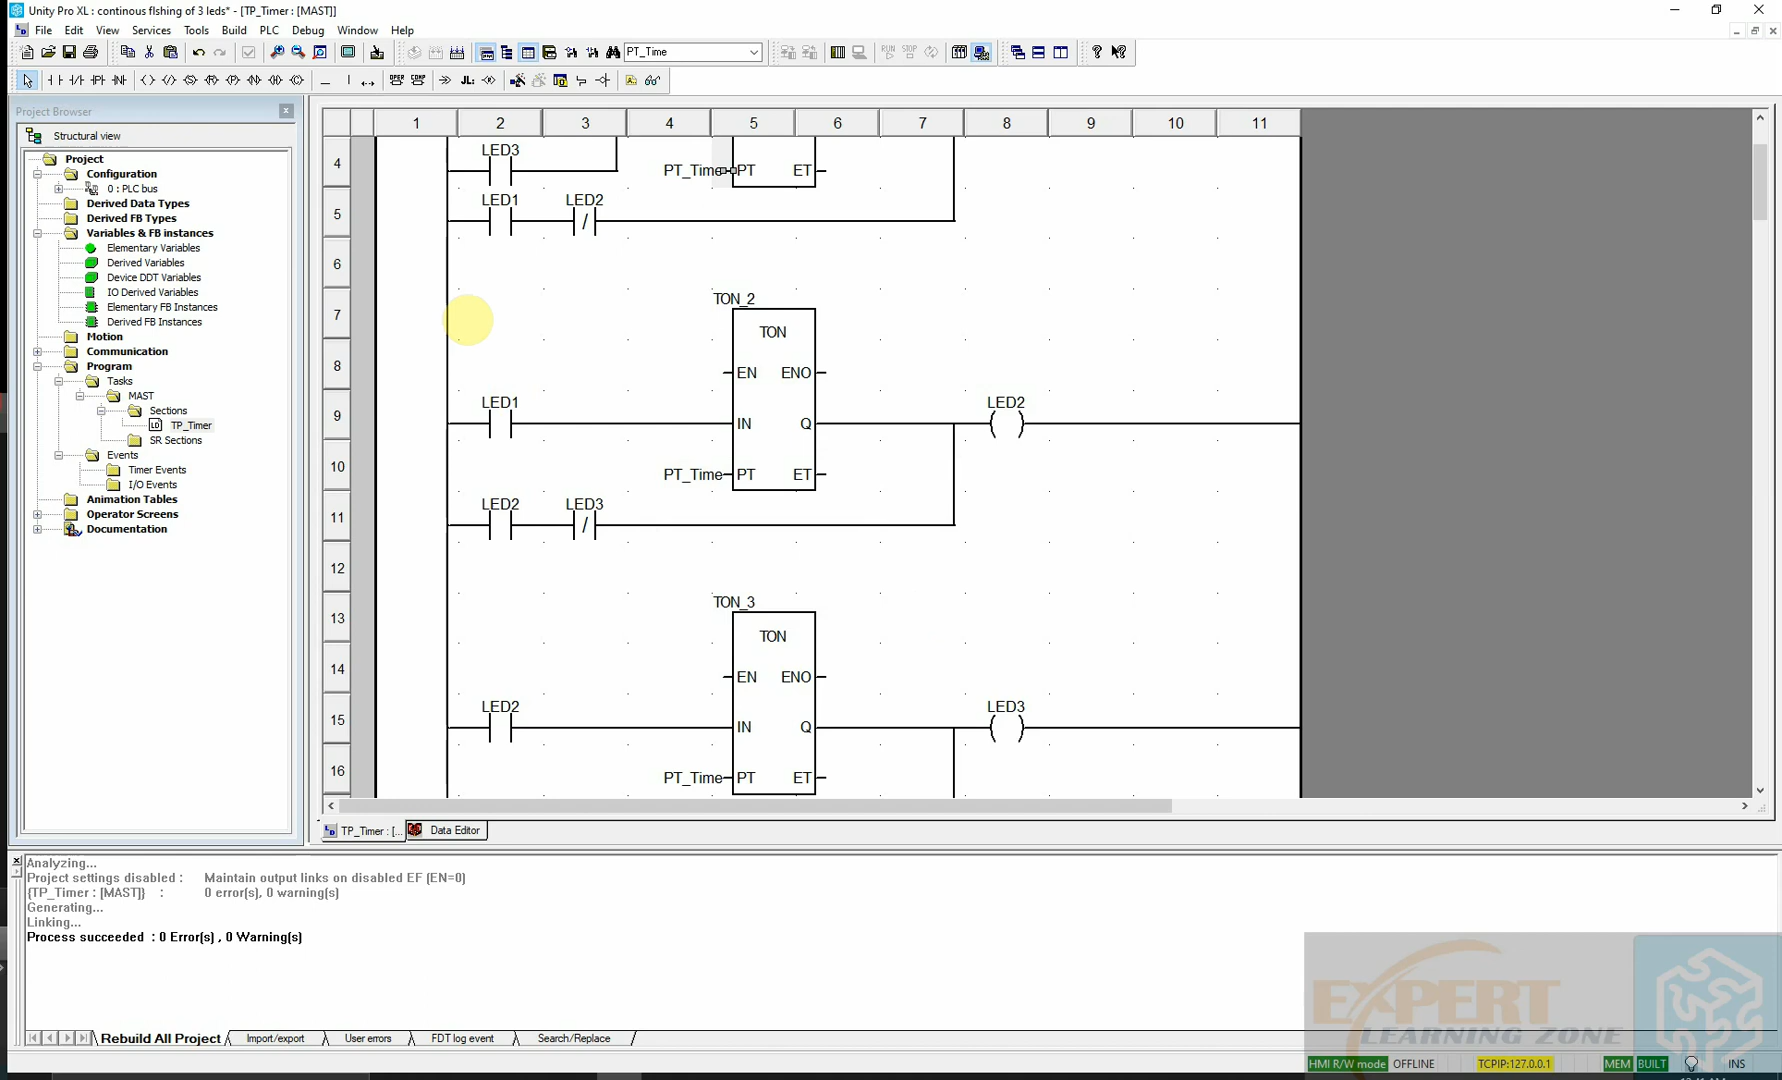 Unity Pro XL : continous flshing of 3 leds* - [TP_Timer : [MAST]]
File Edit View Services Tools Build PLC Debug Window Help
PT_Time
Project Browser
Structural view
Project
Configuration
0 : PLC bus
Derived Data Types
Derived FB Types
Variables & FB instances
Elementary Variables
Derived Variables
Device DDT Variables
IO Derived Variables
Elementary FB Instances
Derived FB Instances
Motion
Communication
Program
Tasks
MAST
Sections
TP_Timer
SR Sections
Events
Timer Events
I/O Events
Animation Tables
Operator Screens
Documentation
1 2 3 4 5 6 7 8 9 10 11
LED3
4 PT_Time PT ET
LED1 LED2
5
6
TON_2
7
TON
8 EN ENO
LED1 LED2
9 IN Q
10 PT_Time PT ET
LED2 LED3
11
12
TON_3
13
TON
14 EN ENO
LED2 LED3
15 IN Q
16 PT_Time PT ET
TP_Timer : [... Data Editor
Analyzing...
Project settings disabled : Maintain output links on disabled EF (EN=0)
{TP_Timer : [MAST]} : 0 error(s), 0 warning(s)
Generating...
Linking...
Process succeeded : 0 Error(s) , 0 Warning(s)
EXPERT
LEARNING ZONE
Rebuild All Project Import/export User errors FDT log event Search/Replace
HMI R/W mode OFFLINE TCPIP:127.0.0.1 MEM BUILT INS